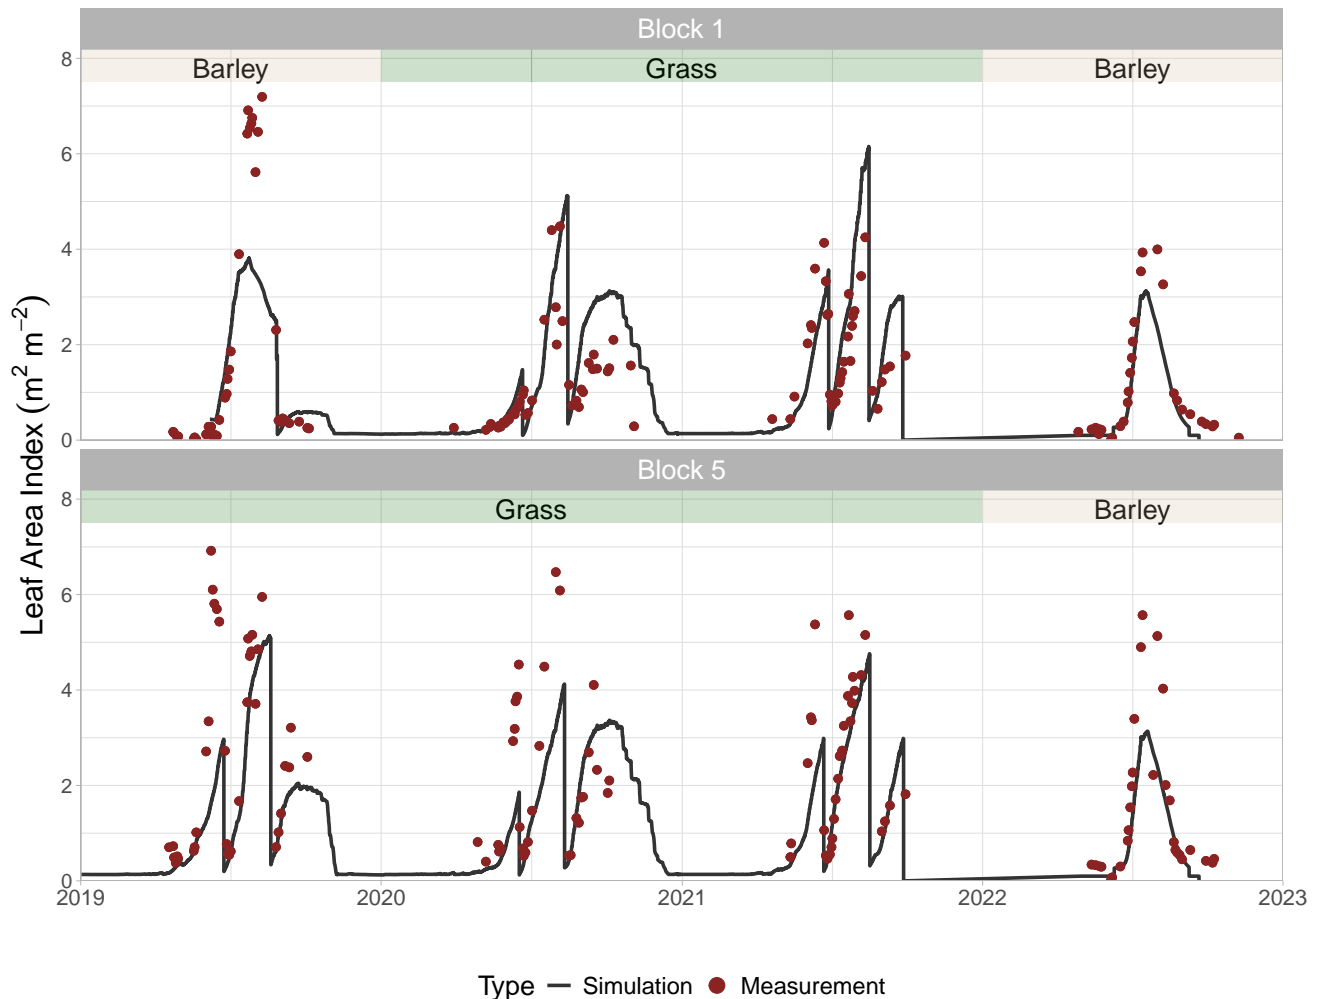 Block 1
8
Barley
Grass
Barley
6
4
2
0
Block 5
8
Grass
Barley
6
4
2
0
2019
2020
2021
2022
2023
Leaf Area Index (m² m⁻²)
Type
Simulation
Measurement